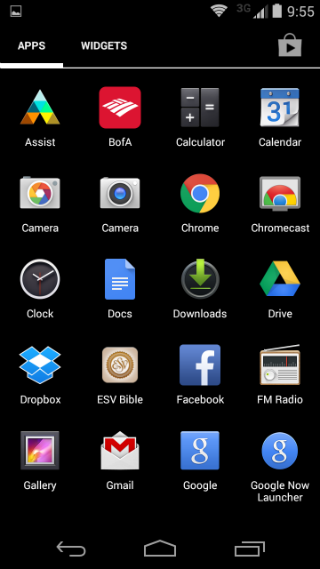 3G 9:55
APPS WIDGETS
31
Assist BofA Calculator Calendar
Camera Camera Chrome Chromecast
Clock Docs Downloads Drive
Dropbox ESV Bible Facebook FM Radio
Gallery Gmail Google Google Now
Launcher